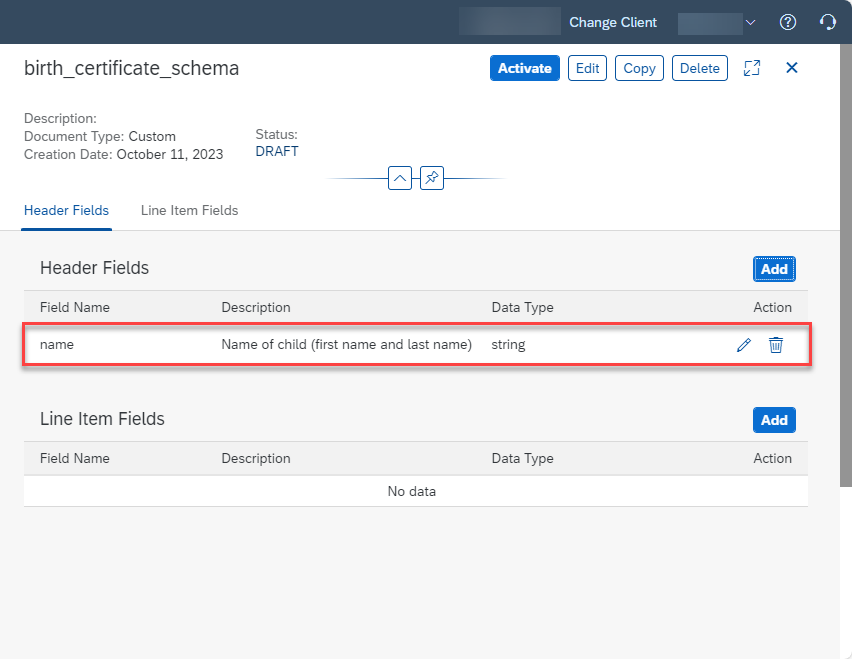 Change Client
birth_certificate_schema
Activate Edit Copy Delete
Description:
Document Type: Custom
Creation Date: October 11, 2023
Status:
DRAFT
Header Fields Line Item Fields
Header Fields Add
Field Name Description Data Type Action
name Name of child (first name and last name) string
Line Item Fields Add
Field Name Description Data Type Action
No data